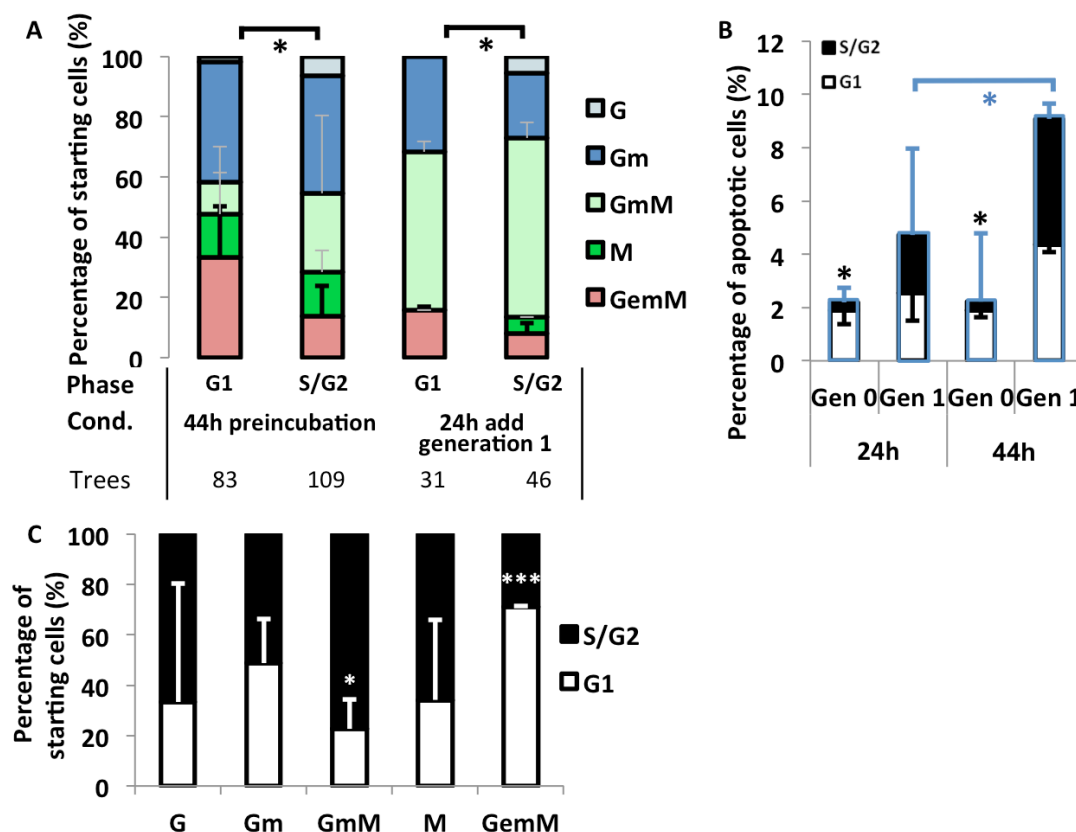 A
Percentage of starting cells (%)
100
80
60
40
20
0
*
*
G
Gm
GmM
M
GemM
Phase G1 S/G2 G1 S/G2
Cond. 44h preincubation 24h add
generation 1
Trees 83 109 31 46
B
Percentage of apoptotic cells (%)
12
10
8
6
4
2
0
S/G2
G1
*
*
*
Gen 0 Gen 1 Gen 0 Gen 1
24h 44h
C
Percentage of
starting cells (%)
100
80
60
40
20
0
*
***
S/G2
G1
G Gm GmM M GemM